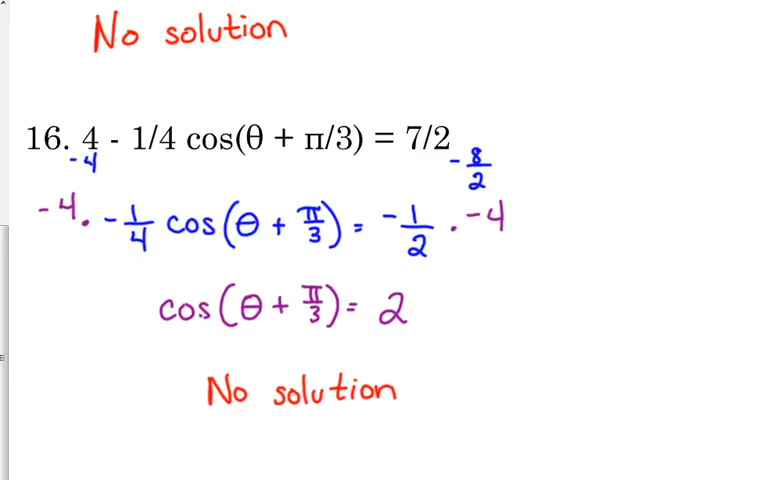 No solution
16. 4 - 1/4 cos(θ + π/3) = 7/2
-4 -8/2
-4 · -1/4 cos(θ + π/3) = -1/2 · -4
cos(θ + π/3) = 2
No solution